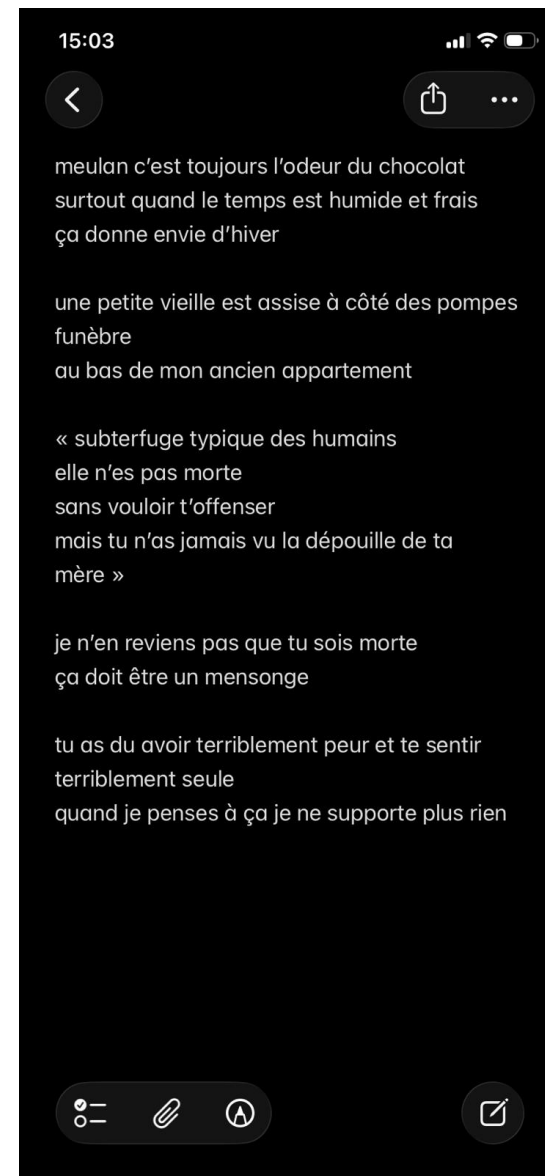 15:03
meulan c'est toujours l'odeur du chocolat
surtout quand le temps est humide et frais
ça donne envie d'hiver
une petite vieille est assise à côté des pompes
funèbre
au bas de mon ancien appartement
« subterfuge typique des humains
elle n'es pas morte
sans vouloir t'offenser
mais tu n'as jamais vu la dépouille de ta
mère »
je n'en reviens pas que tu sois morte
ça doit être un mensonge
tu as du avoir terriblement peur et te sentir
terriblement seule
quand je penses à ça je ne supporte plus rien